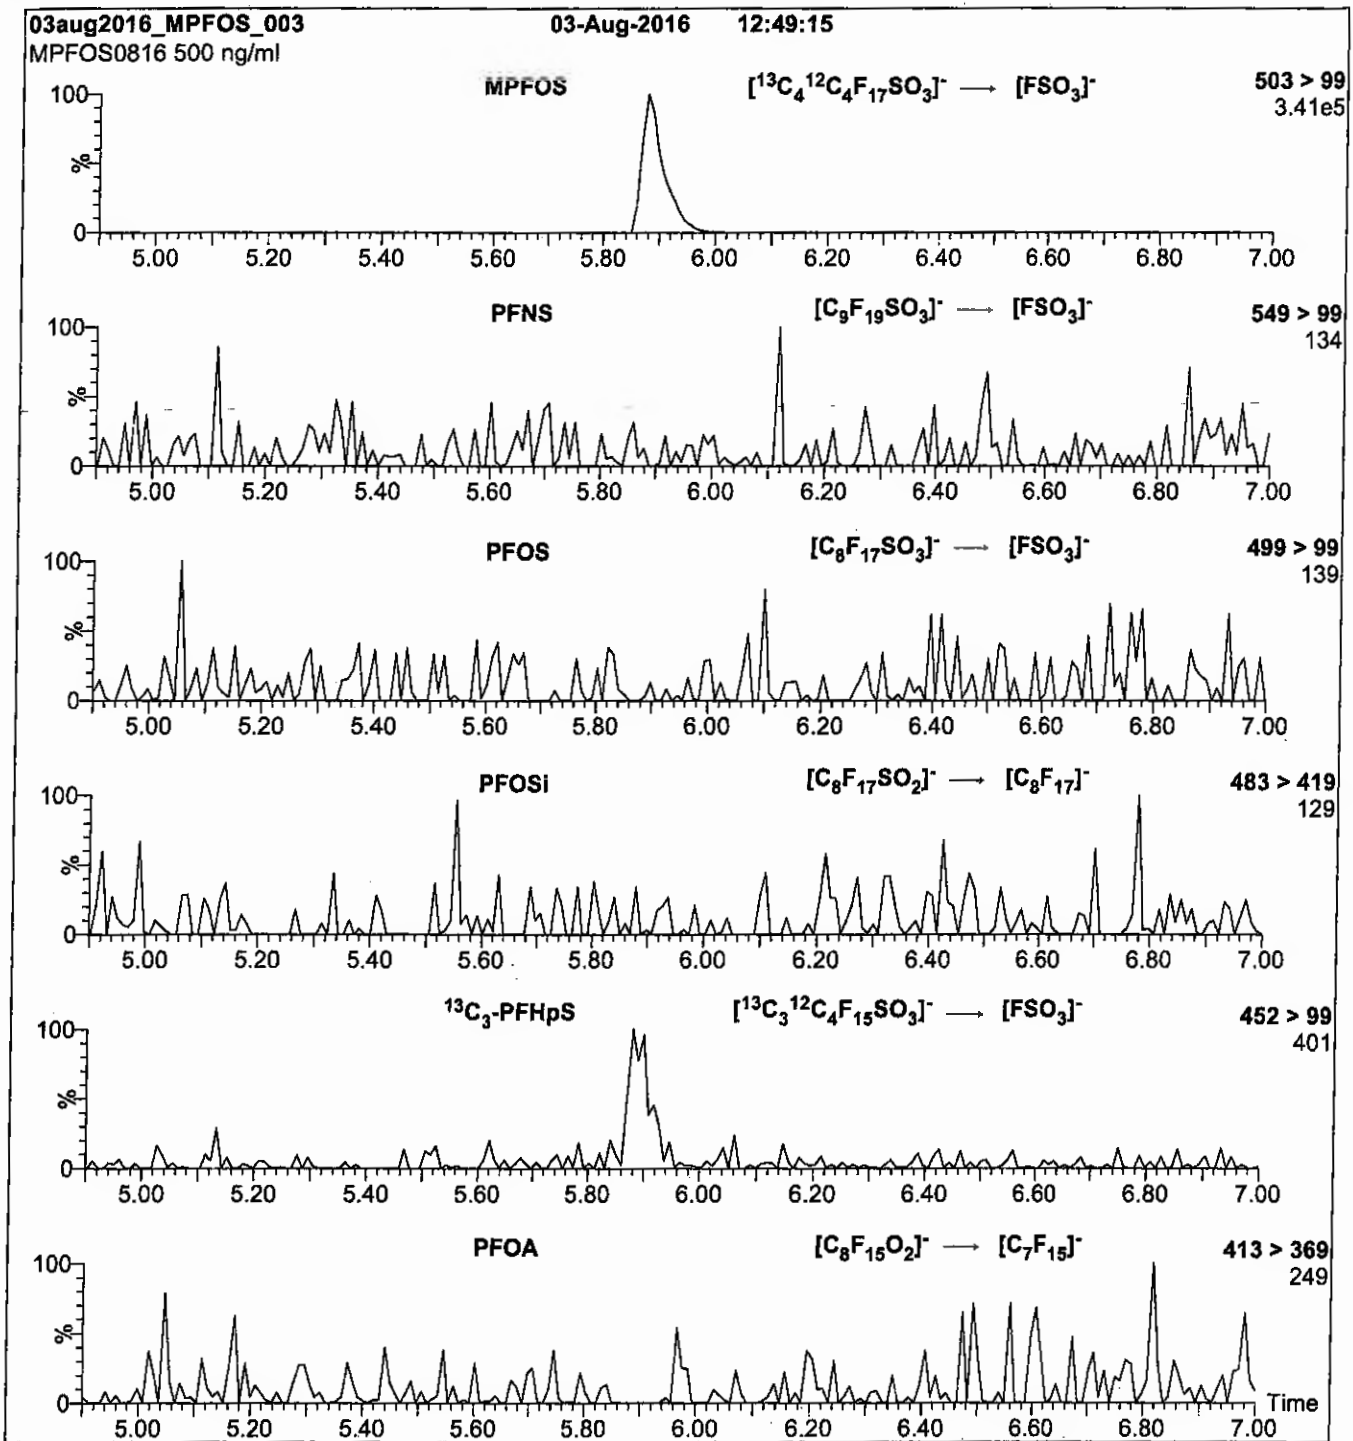 03aug2016_MPFOS_003 03-Aug-2016 12:49:15
MPFOS0816 500 ng/ml
MPFOS [¹³C₄¹²C₄F₁₇SO₃]⁻ → [FSO₃]⁻ 503 > 99
3.41e5
100
%
0
5.00 5.20 5.40 5.60 5.80 6.00 6.20 6.40 6.60 6.80 7.00
PFNS [C₉F₁₉SO₃]⁻ → [FSO₃]⁻ 549 > 99
134
100
%
0
5.00 5.20 5.40 5.60 5.80 6.00 6.20 6.40 6.60 6.80 7.00
PFOS [C₈F₁₇SO₃]⁻ → [FSO₃]⁻ 499 > 99
139
100
%
0
5.00 5.20 5.40 5.60 5.80 6.00 6.20 6.40 6.60 6.80 7.00
PFOSi [C₈F₁₇SO₂]⁻ → [C₈F₁₇]⁻ 483 > 419
129
100
%
0
5.00 5.20 5.40 5.60 5.80 6.00 6.20 6.40 6.60 6.80 7.00
¹³C₃-PFHpS [¹³C₃¹²C₄F₁₅SO₃]⁻ → [FSO₃]⁻ 452 > 99
401
100
%
0
5.00 5.20 5.40 5.60 5.80 6.00 6.20 6.40 6.60 6.80 7.00
PFOA [C₈F₁₅O₂]⁻ → [C₇F₁₅]⁻ 413 > 369
249
100
%
0
Time
5.00 5.20 5.40 5.60 5.80 6.00 6.20 6.40 6.60 6.80 7.00